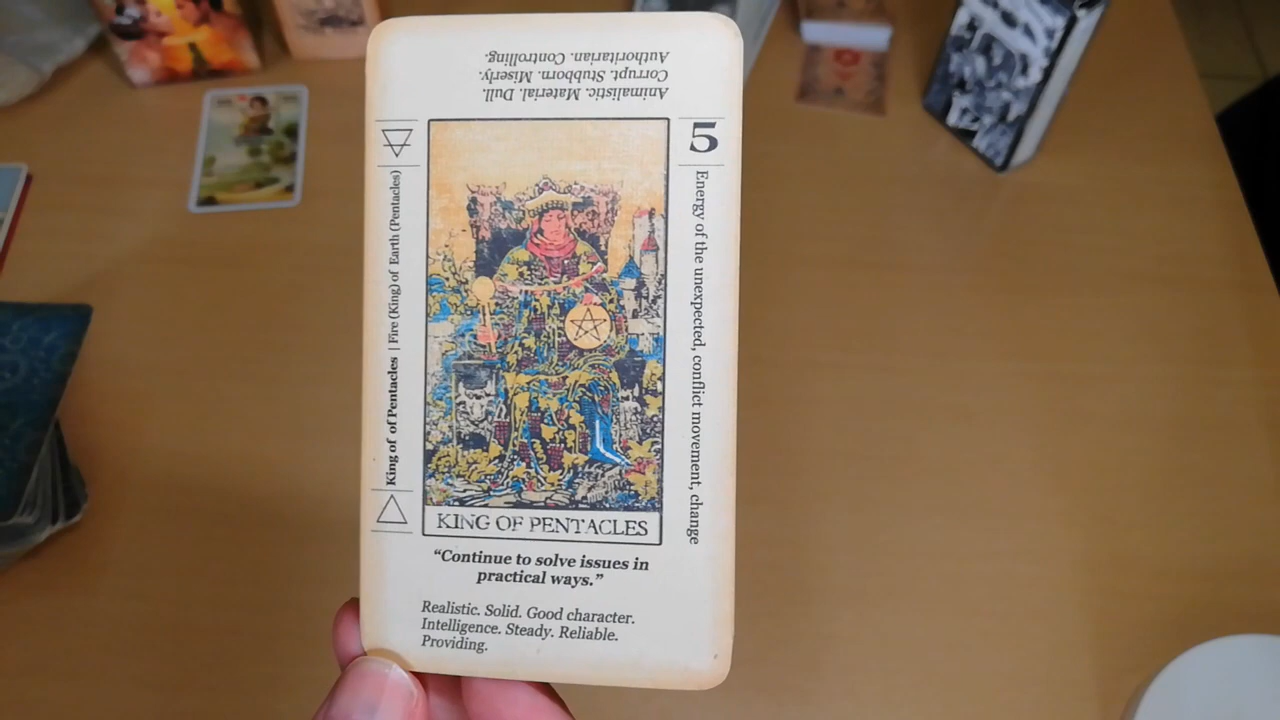 Animalistic. Material. Dull.
Corrupt. Stubborn. Miserly.
Authoritarian. Controlling.
5
Energy of the unexpected, conflict movement, change
King of of Pentacles | Fire (King) of Earth (Pentacles)
KING OF PENTACLES
“Continue to solve issues in
practical ways.”
Realistic. Solid. Good character.
Intelligence. Steady. Reliable.
Providing.